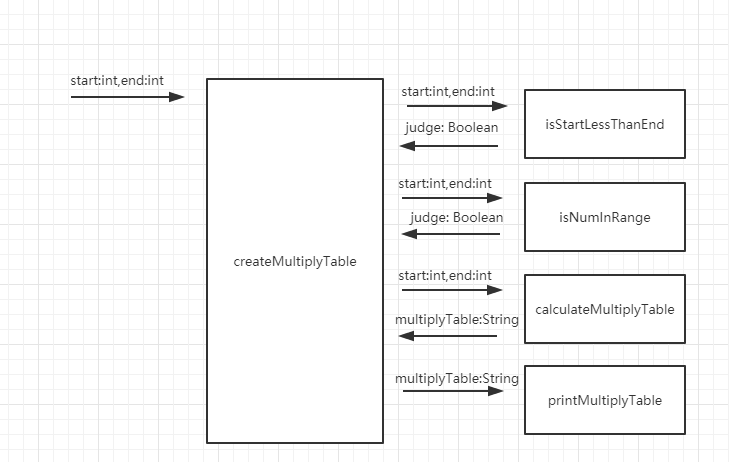 start:int,end:int
createMultiplyTable
start:int,end:int
judge: Boolean
isStartLessThanEnd
start:int,end:int
judge: Boolean
isNumInRange
start:int,end:int
multiplyTable:String
calculateMultiplyTable
multiplyTable:String
printMultiplyTable